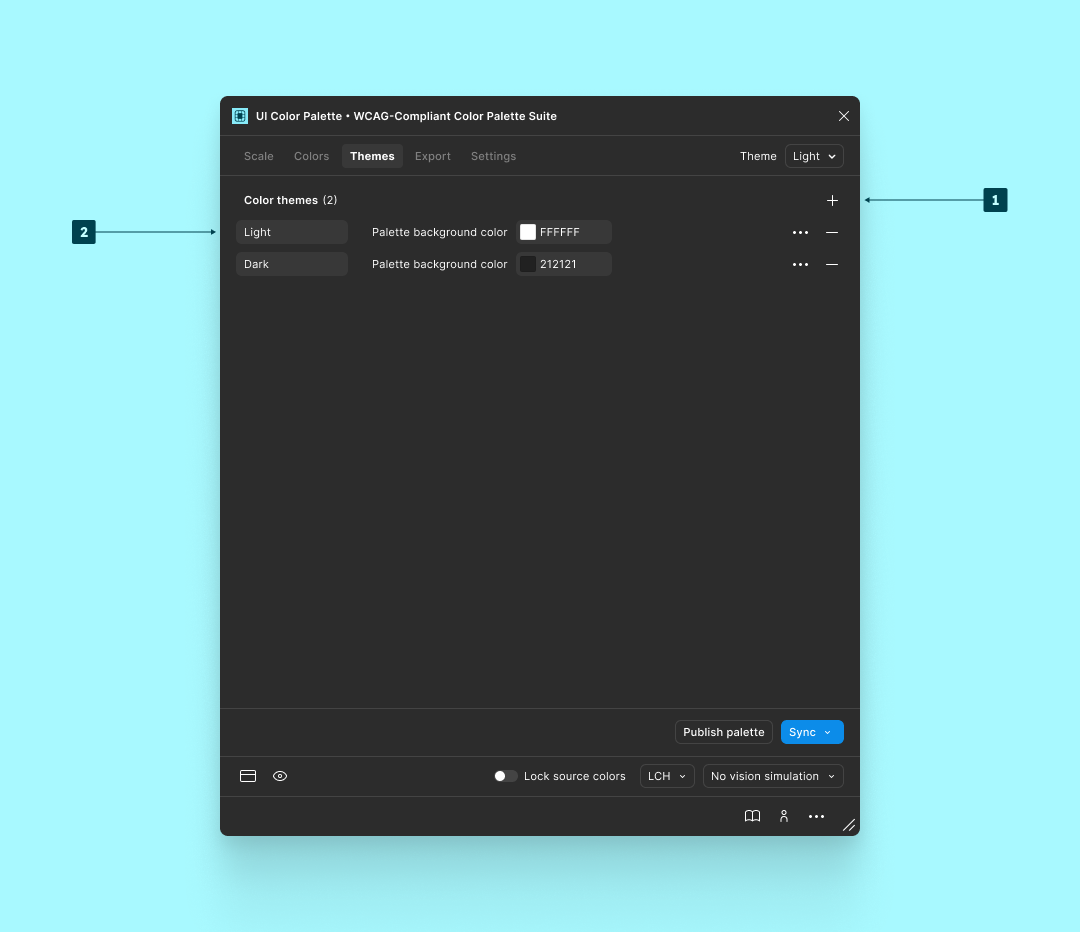 UI Color Palette • WCAG-Compliant Color Palette Suite
Scale Colors Themes Export Settings Theme Light
Color themes (2)
1
2
Light Palette background color FFFFFF
Dark Palette background color 212121
Publish palette Sync
Lock source colors LCH No vision simulation